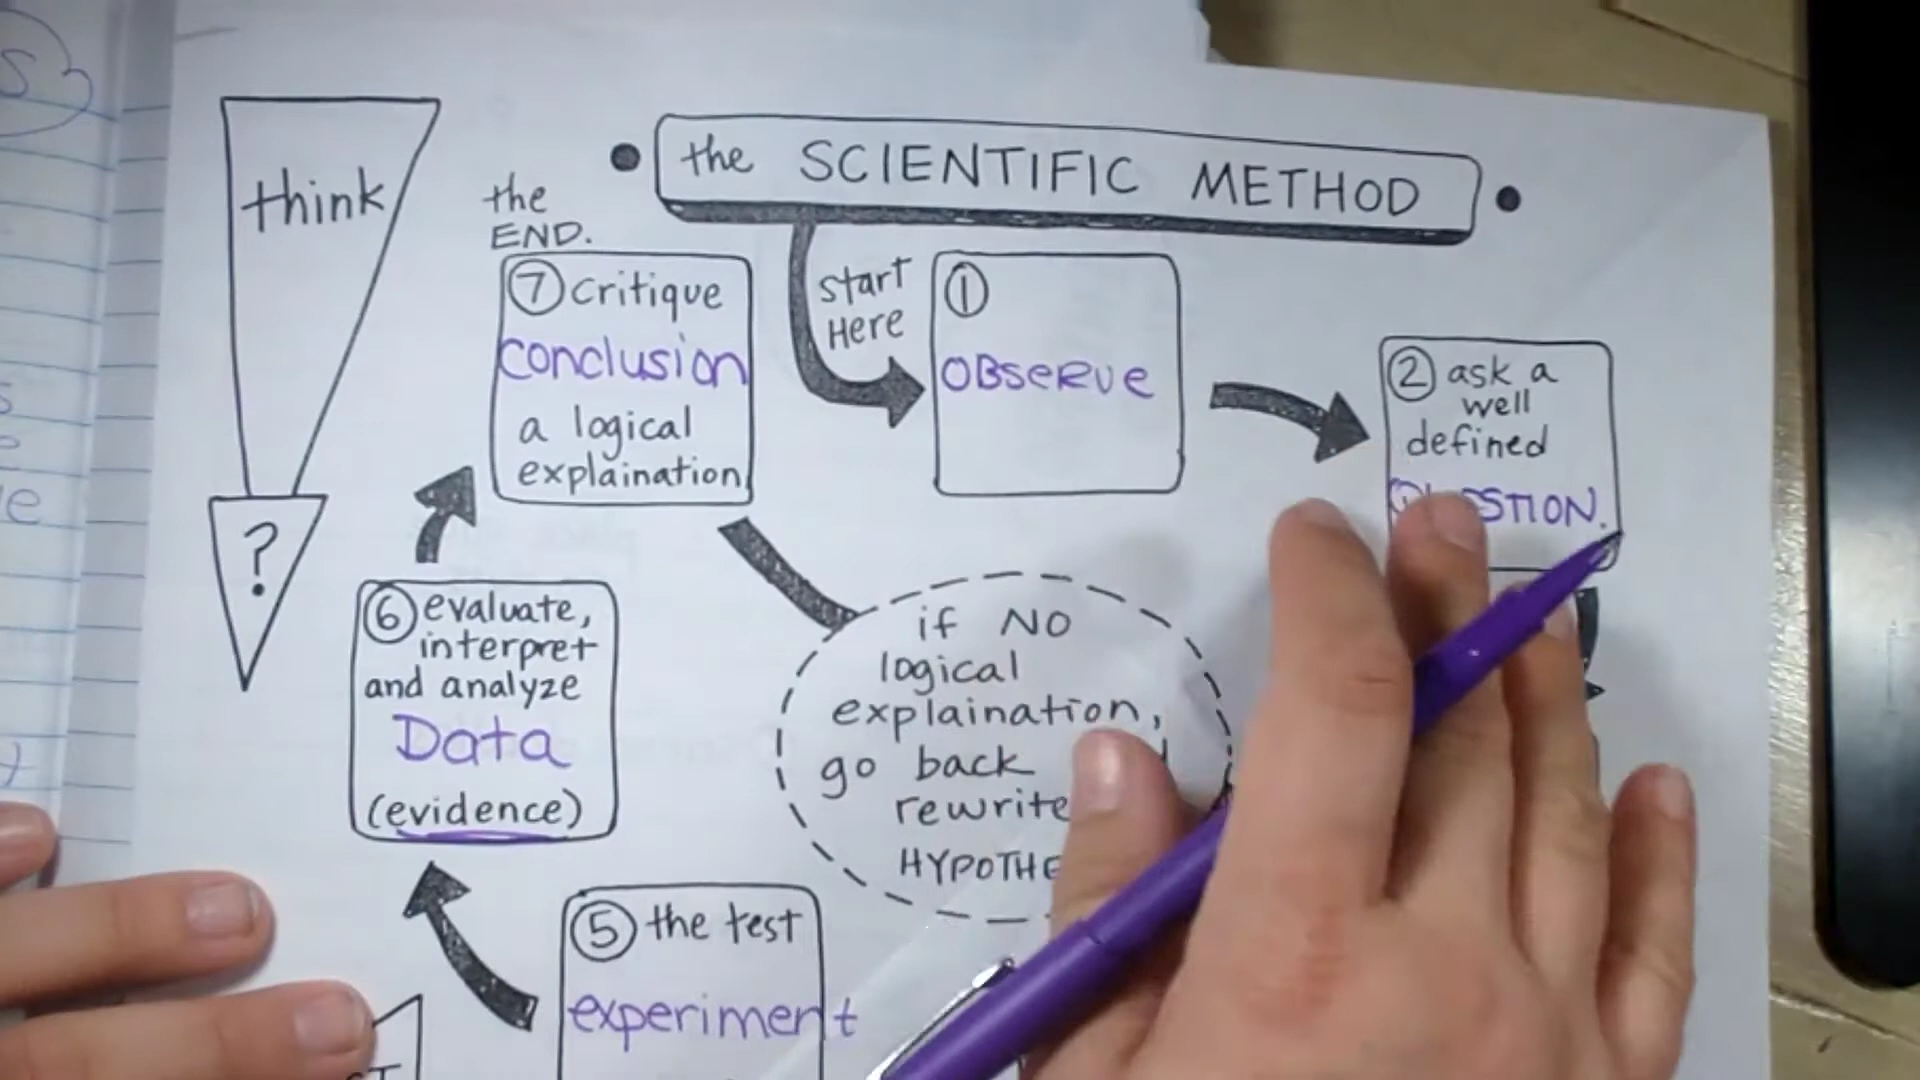 the SCIENTIFIC METHOD
think
?
the
END.
7 critique
conclusion
a logical
explaination
start
Here
1
OBSERVE
2 ask a
well
defined
QUESTION.
6 evaluate,
interpret
and analyze
Data
(evidence)
if NO
logical
explaination,
go back
rewrite
5 the test
experiment